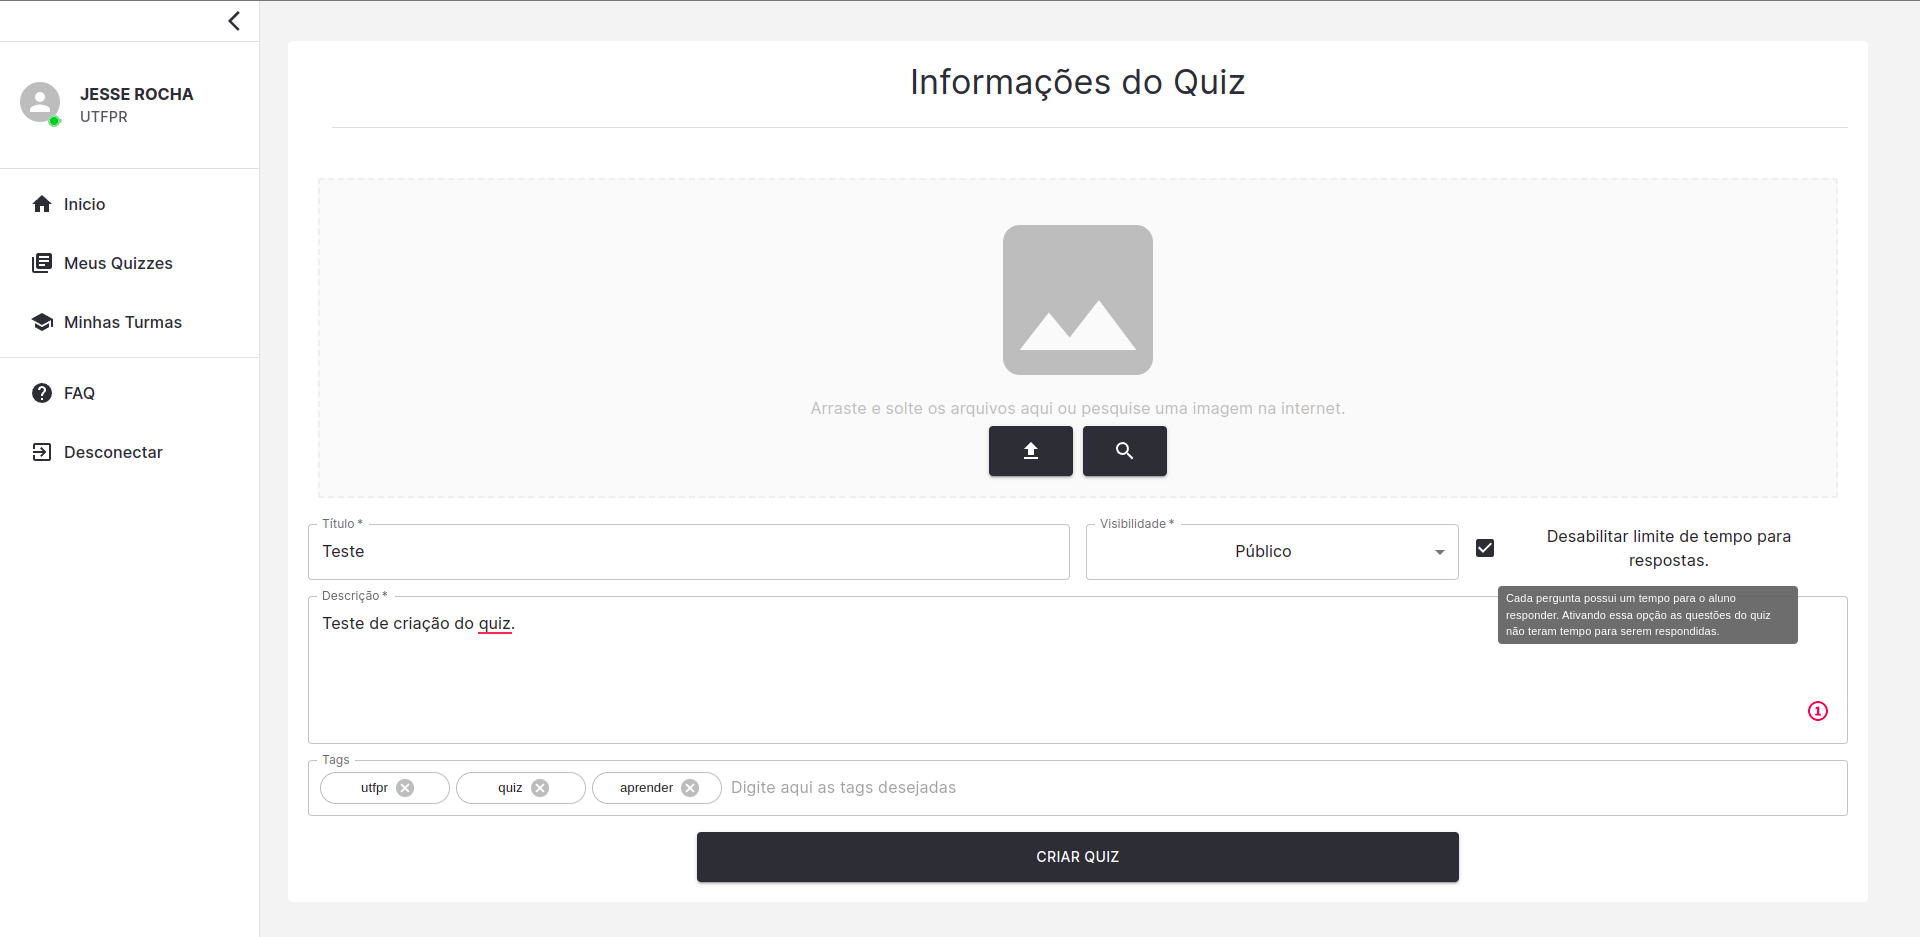 JESSE ROCHA
UTFPR
Inicio
Meus Quizzes
Minhas Turmas
FAQ
Desconectar
Informações do Quiz
Arraste e solte os arquivos aqui ou pesquise uma imagem na internet.
Título *
Teste
Visibilidade *
Público
Desabilitar limite de tempo para
respostas.
Cada pergunta possui um tempo para o aluno
responder. Ativando essa opção as questões do quiz
não teram tempo para serem respondidas.
Descrição *
Teste de criação do quiz.
1
Tags
utfpr quiz aprender Digite aqui as tags desejadas
CRIAR QUIZ